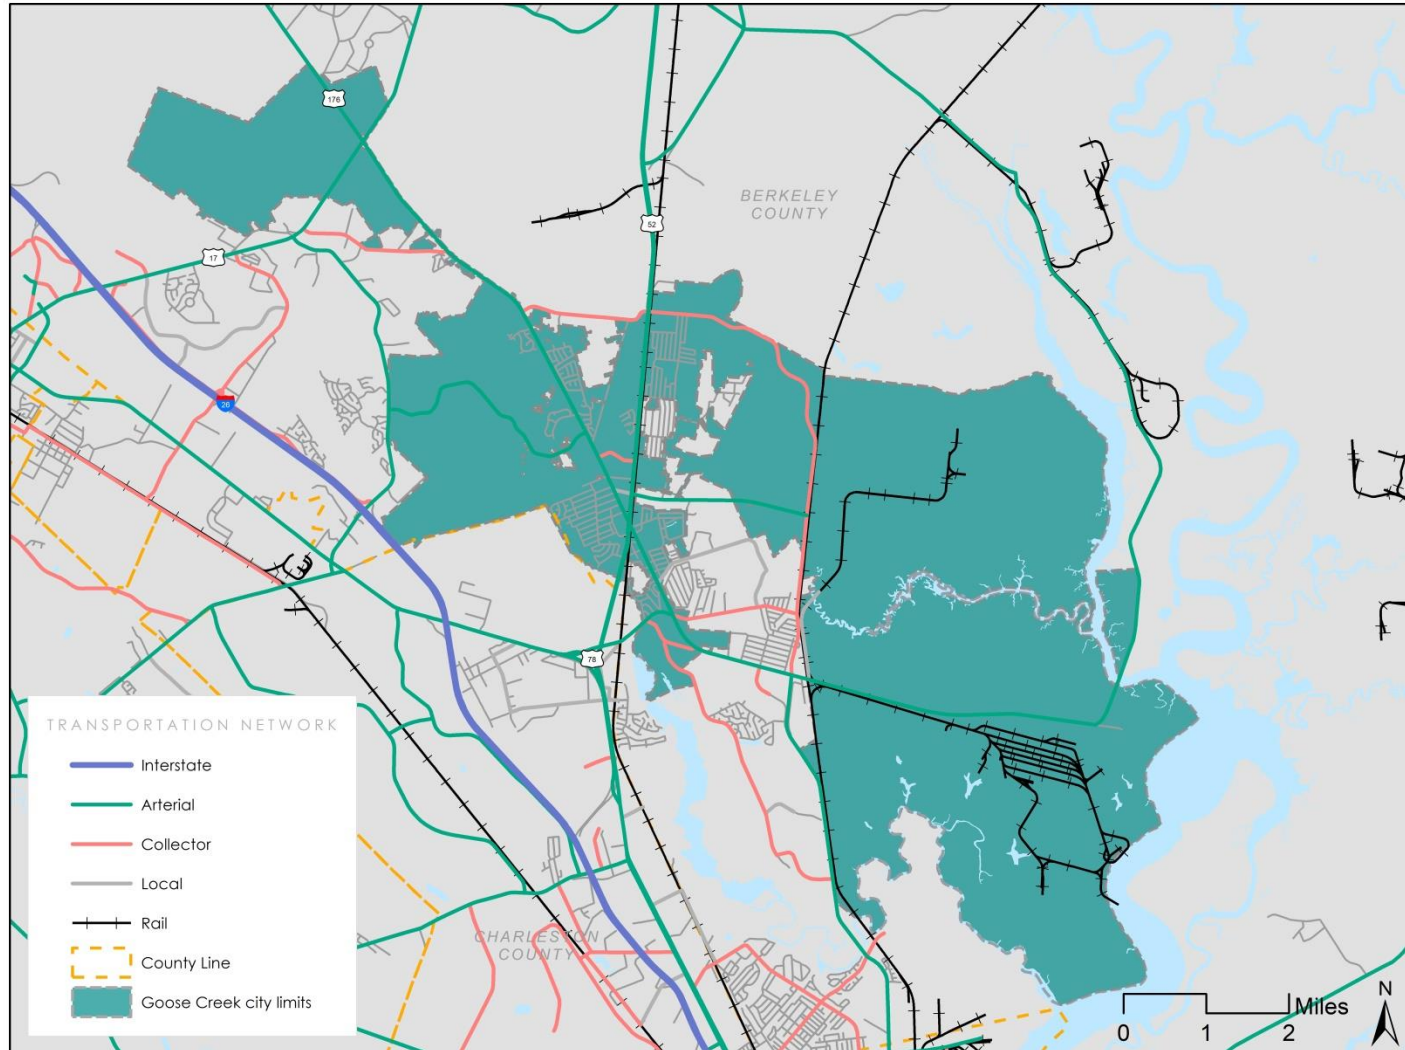 176
BERKELEY
COUNTY
52
17
26
78
TRANSPORTATION NETWORK
Interstate
Arterial
Collector
Local
Rail
County Line
Goose Creek city limits
CHARLESTON
COUNTY
Miles
0 1 2
N